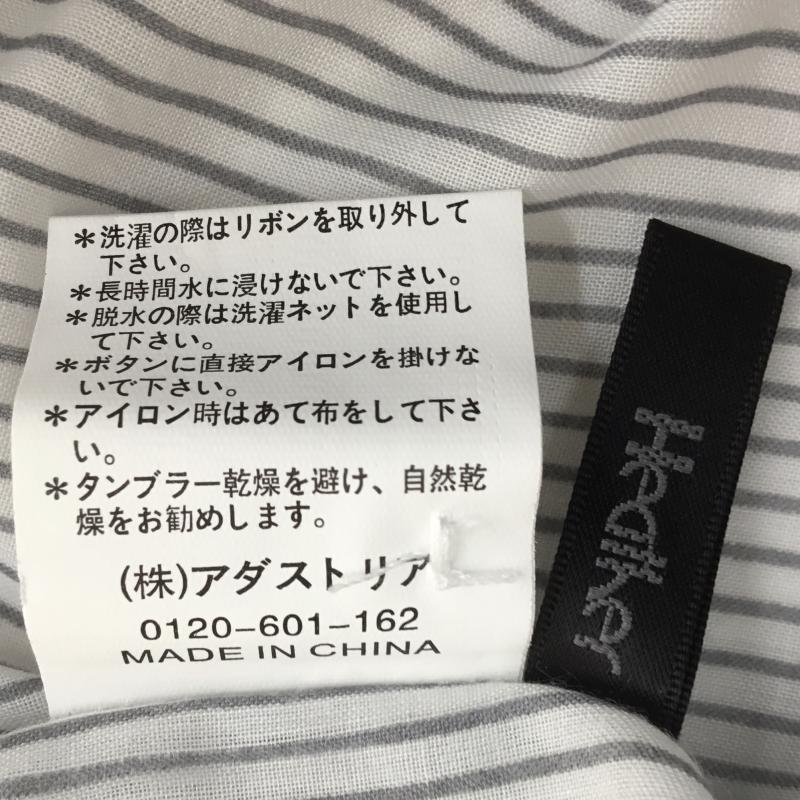 ＊洗濯の際はリボンを取り外して
下さい。
＊長時間水に浸けないで下さい。
＊脱水の際は洗濯ネットを使用し
て下さい。
＊ボタンに直接アイロンを掛けな
いで下さい。
＊アイロン時はあて布をして下さ
い。
＊タンブラー乾燥を避け、自然乾
燥をお勧めします。
(株)アダストリア
0120-601-162
MADE IN CHINA